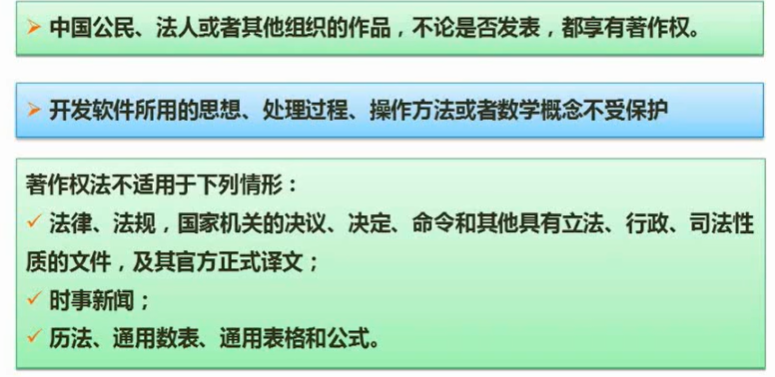 ➢ 中国公民、法人或者其他组织的作品，不论是否发表，都享有著作权。
➢ 开发软件所用的思想、处理过程、操作方法或者数学概念不受保护
著作权法不适用于下列情形：
✓ 法律、法规，国家机关的决议、决定、命令和其他具有立法、行政、司法性
质的文件，及其官方正式译文；
✓ 时事新闻；
✓ 历法、通用数表、通用表格和公式。